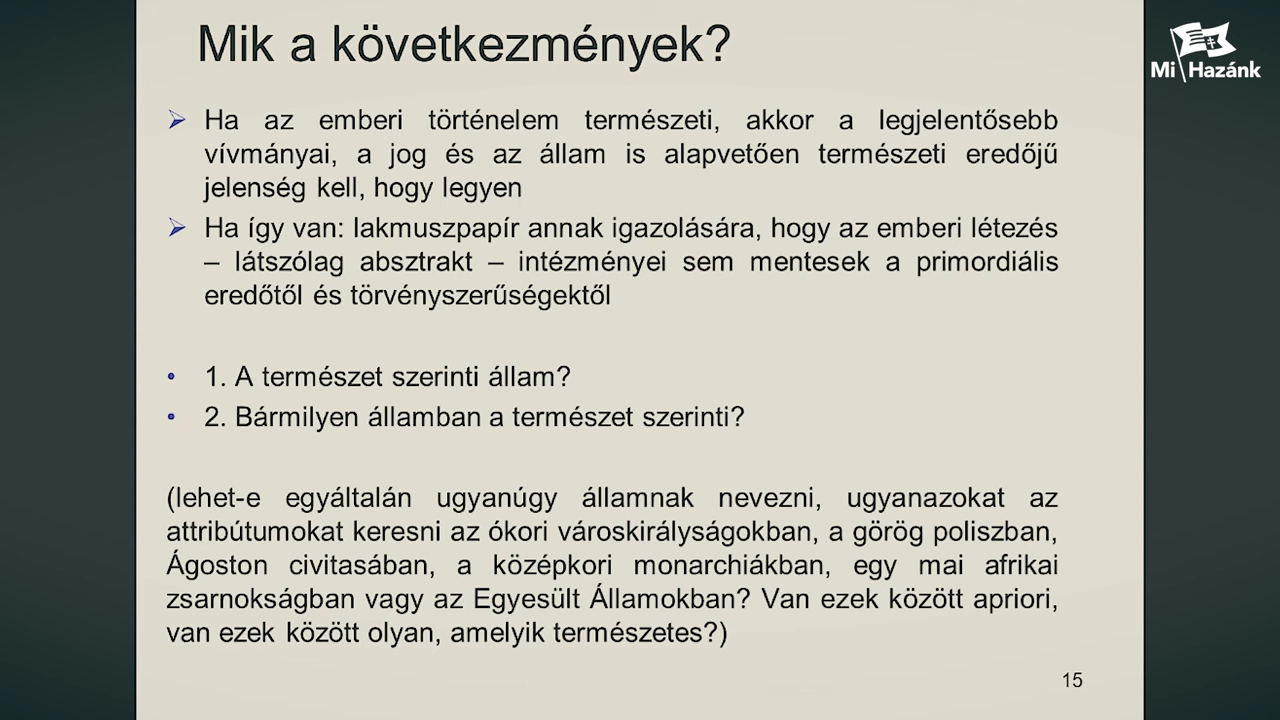 Mik a következmények?
Mi Hazánk
Ha az emberi történelem természeti, akkor a legjelentősebb
vívmányai, a jog és az állam is alapvetően természeti eredőjű
jelenség kell, hogy legyen
Ha így van: lakmuszpapír annak igazolására, hogy az emberi létezés
– látszólag absztrakt – intézményei sem mentesek a primordiális
eredőtől és törvényszerűségektől
1. A természet szerinti állam?
2. Bármilyen államban a természet szerinti?
(lehet-e egyáltalán ugyanúgy államnak nevezni, ugyanazokat az
attribútumokat keresni az ókori városkirályságokban, a görög poliszban,
Ágoston civitasában, a középkori monarchiákban, egy mai afrikai
zsarnokságban vagy az Egyesült Államokban? Van ezek között apriori,
van ezek között olyan, amelyik természetes?)
15